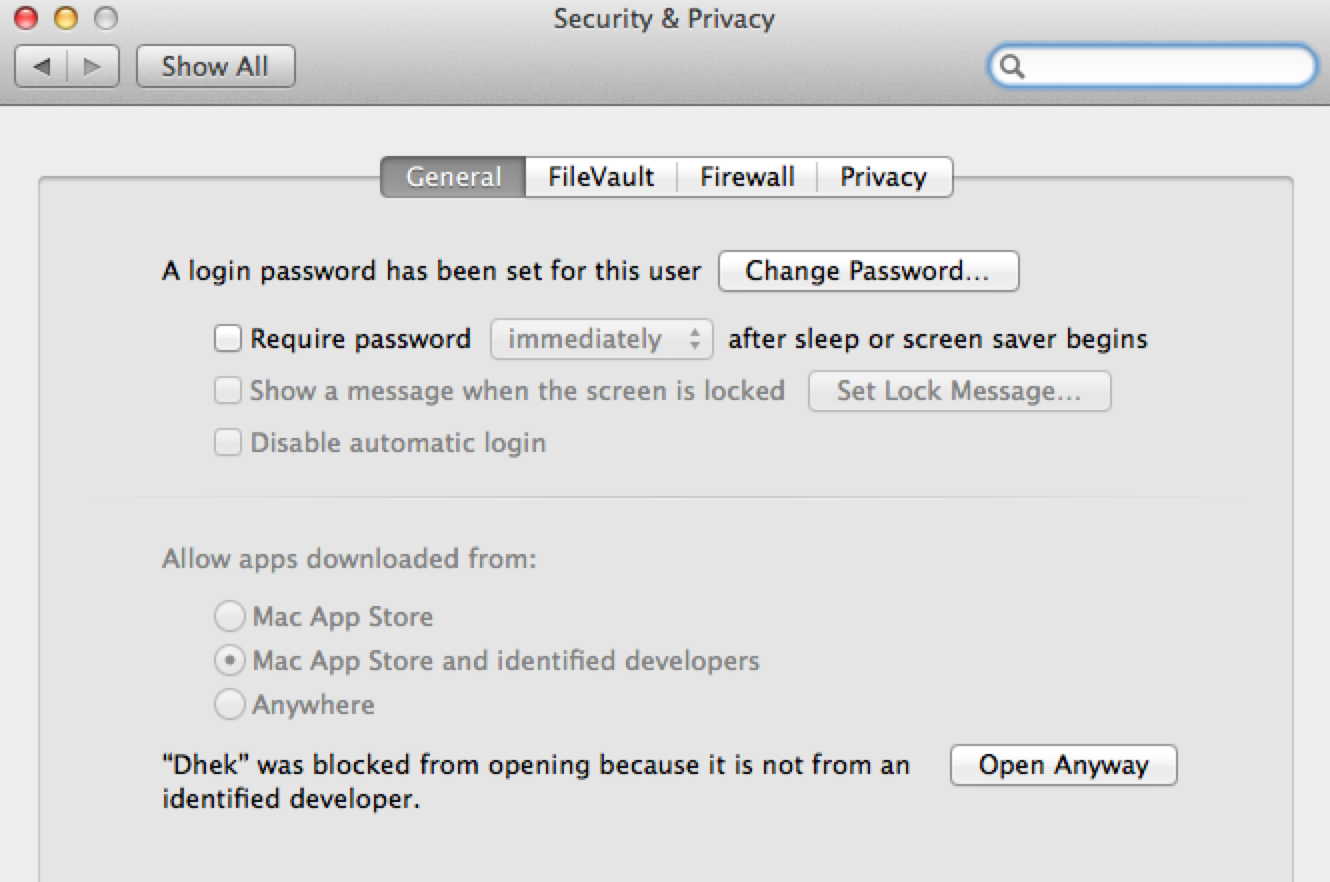 Security & Privacy
Show All
General FileVault Firewall Privacy
A login password has been set for this user Change Password...
Require password immediately after sleep or screen saver begins
Show a message when the screen is locked Set Lock Message...
Disable automatic login
Allow apps downloaded from:
Mac App Store
Mac App Store and identified developers
Anywhere
"Dhek" was blocked from opening because it is not from an Open Anyway
identified developer.